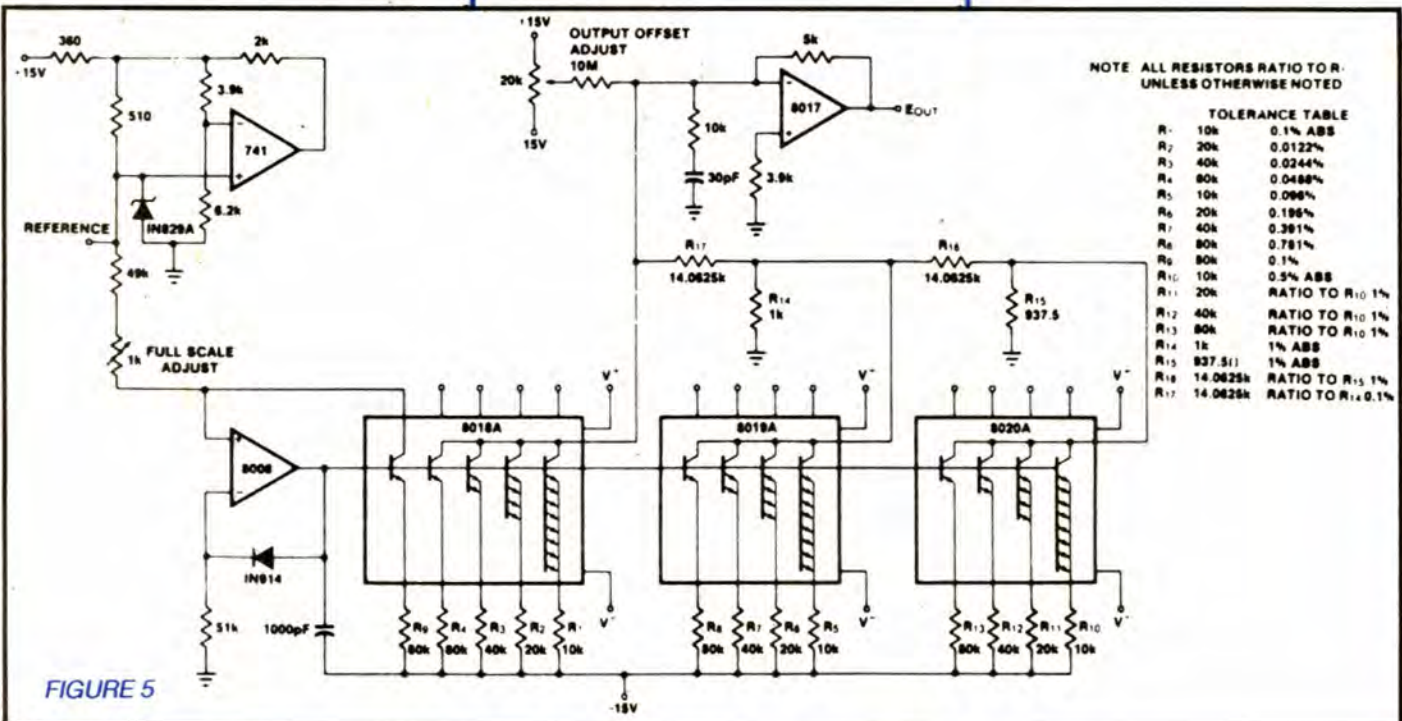 360
2k
-15V
3.9k
510
741
6.2k
IN829A
REFERENCE
49k
1k
FULL SCALE
ADJUST
8008
IN914
51k
1000pF
+15V
OUTPUT OFFSET
ADJUST
10M
20k
15V
5k
10k
8017
EOUT
30pF
3.9k
R17
14.0625k
R16
14.0625k
R14
1k
R15
937.5
NOTE ALL RESISTORS RATIO TO R1
UNLESS OTHERWISE NOTED
TOLERANCE TABLE
R1 10k 0.1% ABS
R2 20k 0.0122%
R3 40k 0.0244%
R4 80k 0.0488%
R5 10k 0.098%
R6 20k 0.195%
R7 40k 0.391%
R8 80k 0.781%
R9 80k 0.1%
R10 10k 0.5% ABS
R11 20k RATIO TO R10 1%
R12 40k RATIO TO R10 1%
R13 80k RATIO TO R10 1%
R14 1k 1% ABS
R15 937.5() 1% ABS
R16 14.0625k RATIO TO R15 1%
R17 14.0625k RATIO TO R14 0.1%
V-
8018A
V-
8019A
V-
8020A
V-
V-
V-
R9 R4 R3 R2 R1
80k 80k 40k 20k 10k
R8 R7 R6 R5
80k 40k 20k 10k
R13 R12 R11 R10
80k 40k 20k 10k
-15V
FIGURE 5